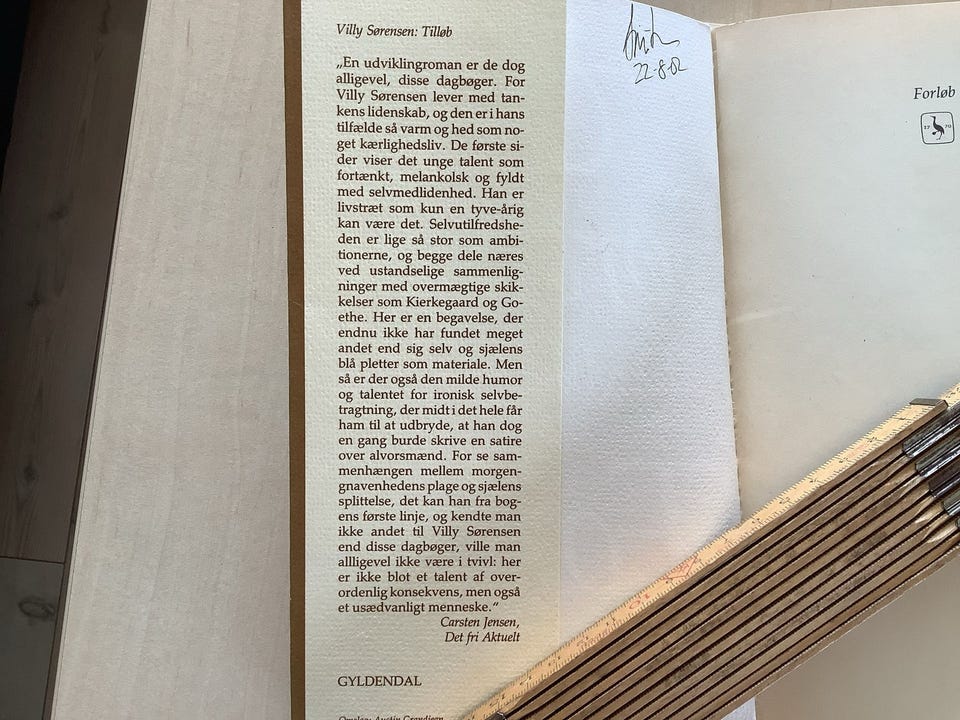 Villy Sørensen: Tilløb
„En udviklingroman er de dog
alligevel, disse dagbøger. For
Villy Sørensen lever med tan-
kens lidenskab, og den er i hans
tilfælde så varm og hed som no-
get kærlighedsliv. De første si-
der viser det unge talent som
fortænkt, melankolsk og fyldt
med selvmedlidenhed. Han er
livstræt som kun en tyve-årig
kan være det. Selvutilfredshe-
den er lige så stor som ambi-
tionerne, og begge dele næres
ved ustandselige sammenlig-
ninger med overmægtige skik-
kelser som Kierkegaard og Go-
ethe. Her er en begavelse, der
endnu ikke har fundet meget
andet end sig selv og sjælens
blå pletter som materiale. Men
så er der også den milde humor
og talentet for ironisk selvbe-
tragtning, der midt i det hele får
ham til at udbryde, at han dog
en gang burde skrive en satire
over alvorsmænd. For se sam-
menhængen mellem morgen-
gnavenhedens plage og sjælens
splittelse, det kan han fra bog-
ens første linje, og kendte man
ikke andet til Villy Sørensen
end disse dagbøger, ville man
allligevel ikke være i tvivl: her
er ikke blot et talent af over-
ordenlig konsekvens, men også
et usædvanligt menneske.“
Carsten Jensen,
Det fri Aktuelt
GYLDENDAL
22-8-02
Forløb
17 70